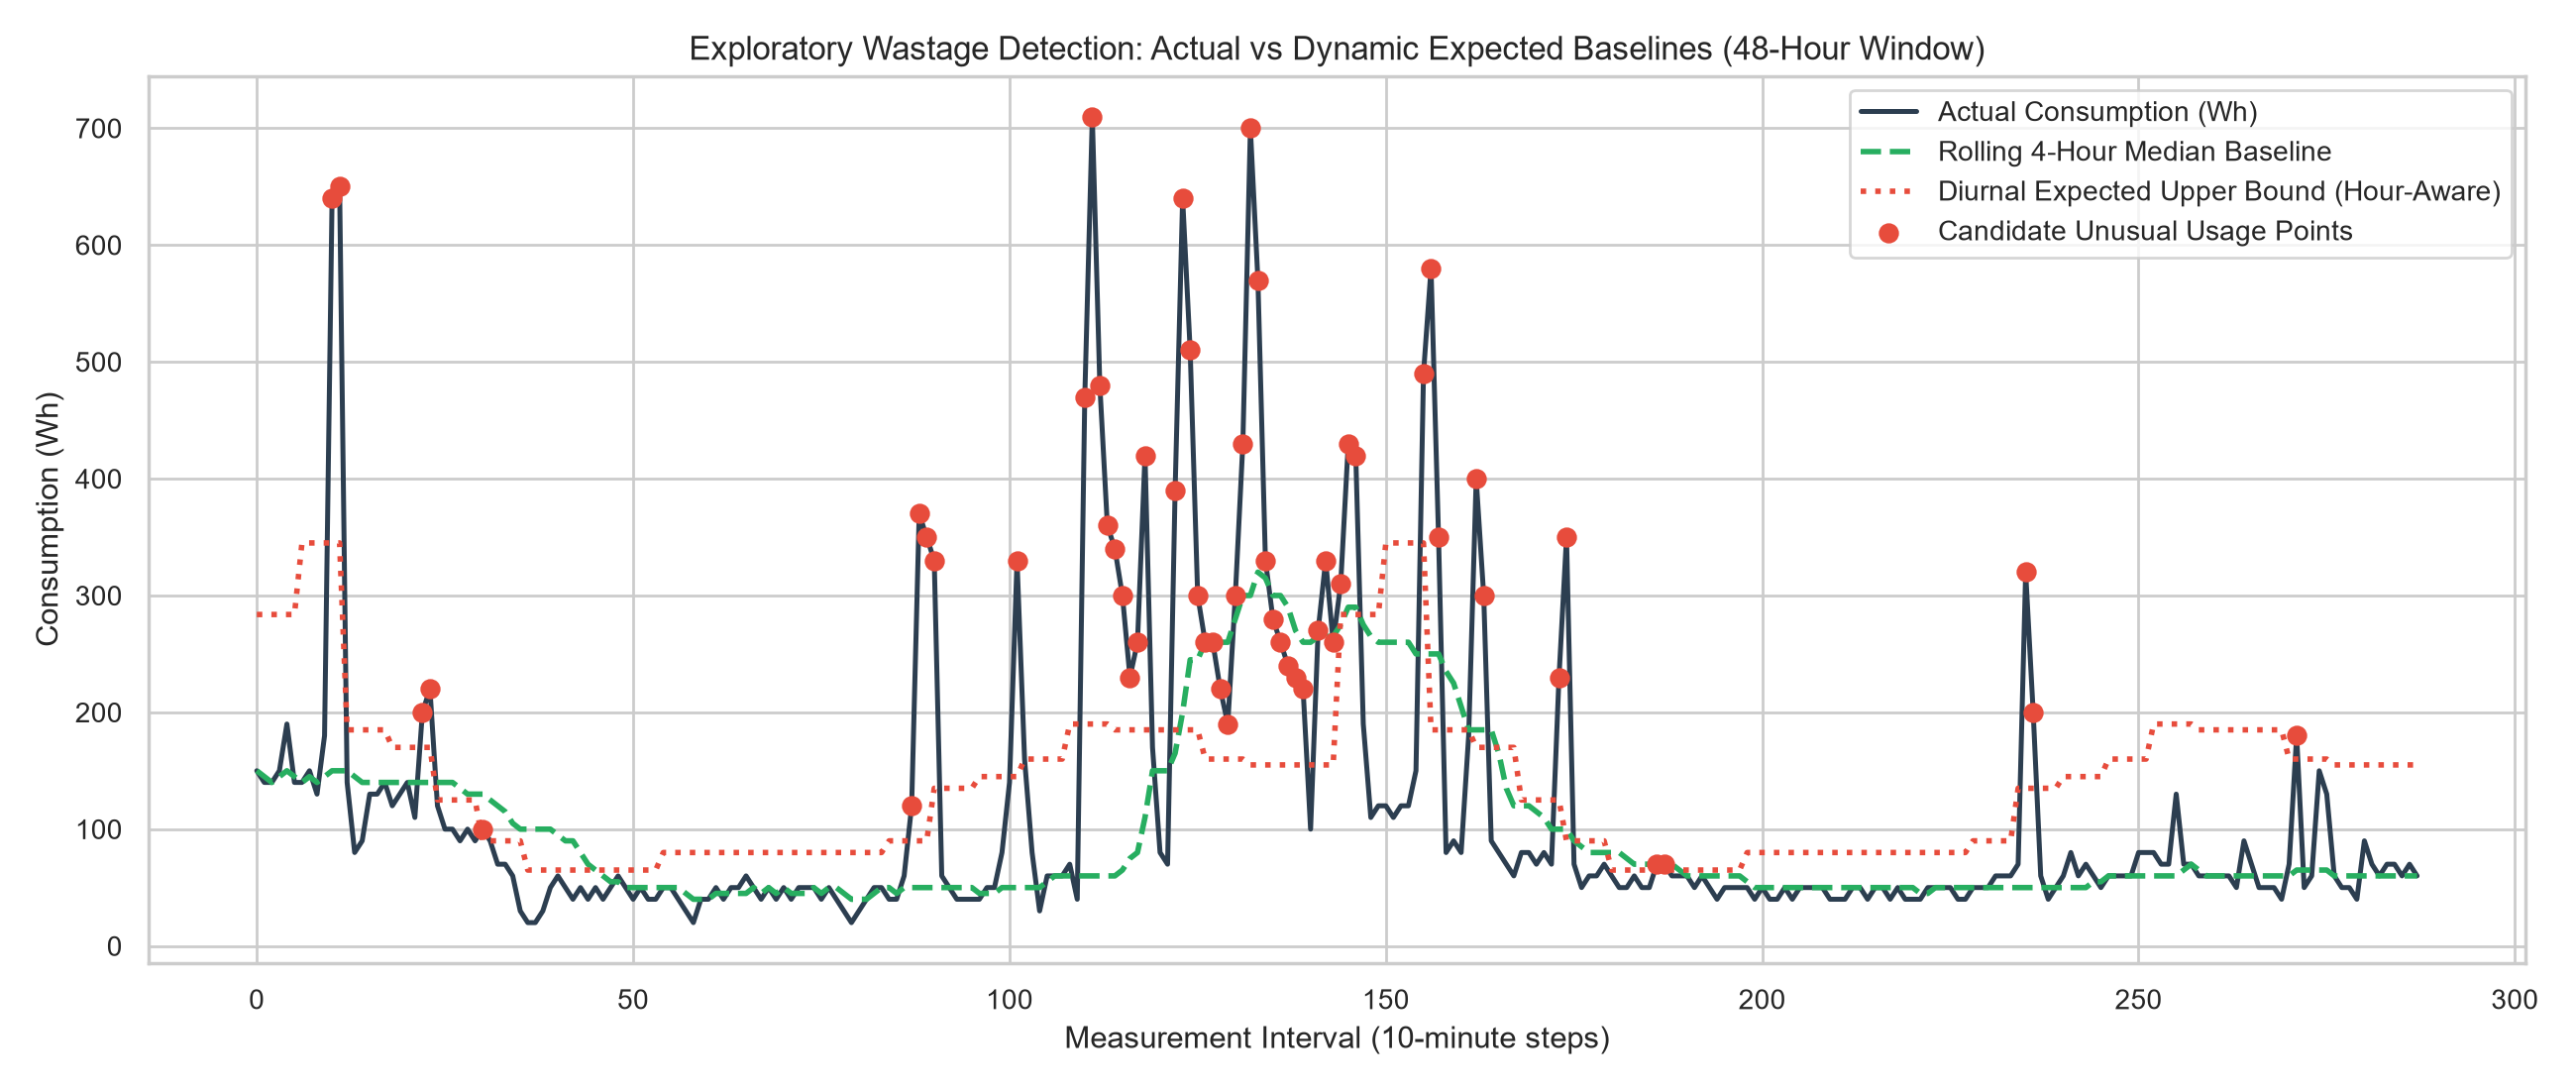 Exploratory Wastage Detection: Actual vs Dynamic Expected Baselines (48-Hour Window)
Actual Consumption (Wh)
Rolling 4-Hour Median Baseline
Diurnal Expected Upper Bound (Hour-Aware)
Candidate Unusual Usage Points
Consumption (Wh)
700
600
500
400
300
200
100
0
0 50 100 150 200 250 300
Measurement Interval (10-minute steps)